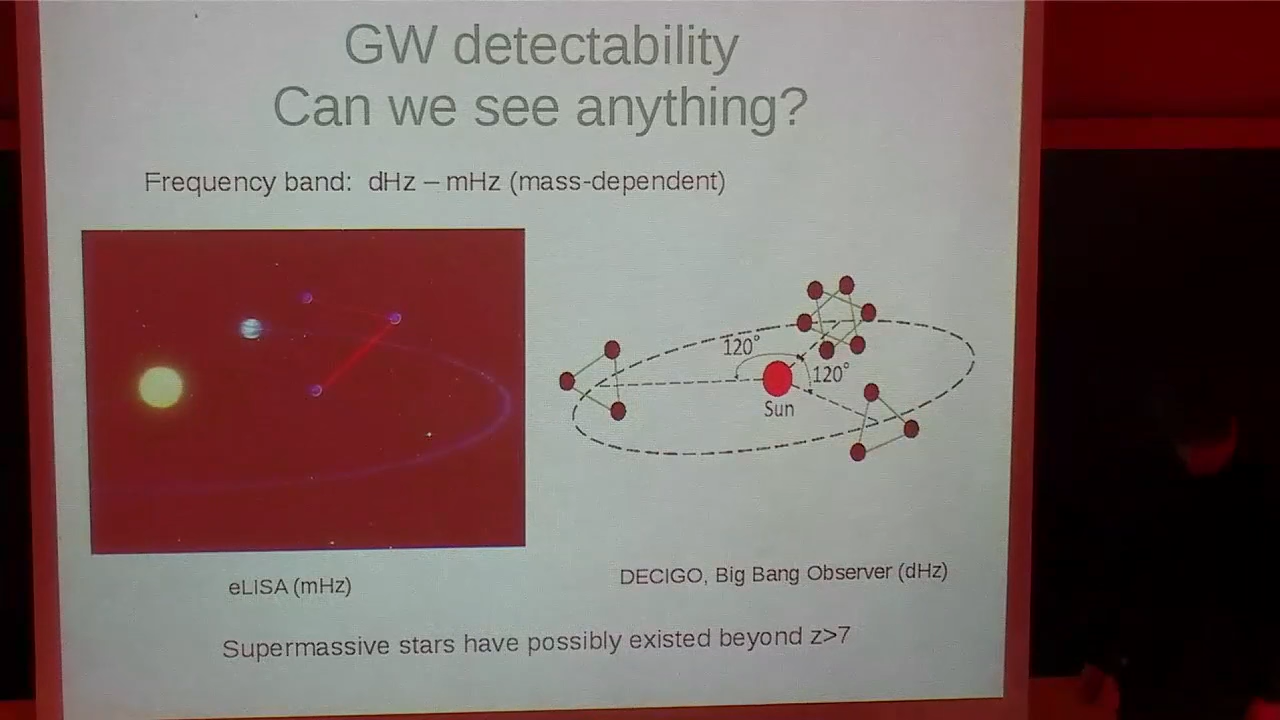 GW detectability
Can we see anything?
Frequency band: dHz – mHz (mass-dependent)
120°
120°
Sun
eLISA (mHz)
DECIGO, Big Bang Observer (dHz)
Supermassive stars have possibly existed beyond z>7